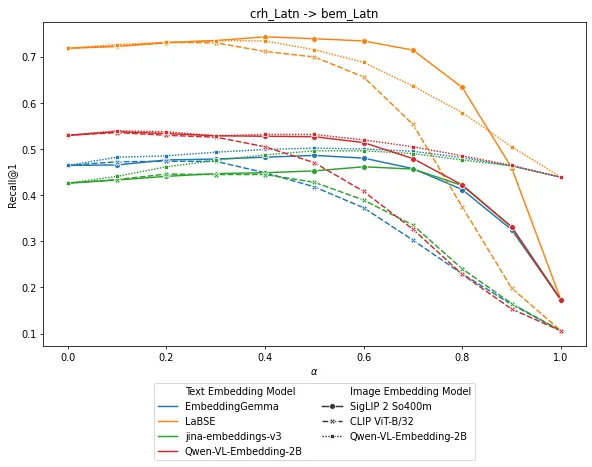 crh_Latn -> bem_Latn
Recall@1
0.7
0.6
0.5
0.4
0.3
0.2
0.1
0.0 0.2 0.4 0.6 0.8 1.0
α
Text Embedding Model Image Embedding Model
EmbeddingGemma SigLIP 2 So400m
LaBSE CLIP ViT-B/32
jina-embeddings-v3 Qwen-VL-Embedding-2B
Qwen-VL-Embedding-2B